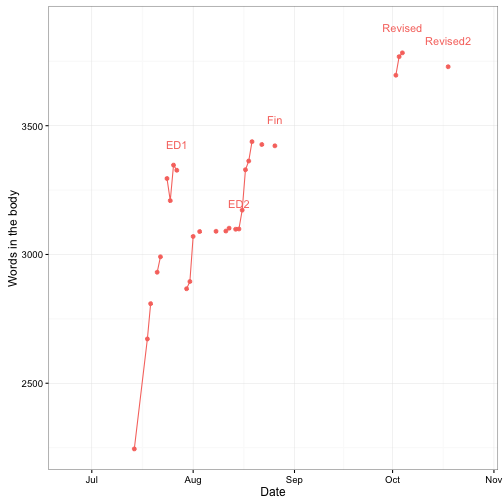 Revised
Revised2
Fin
ED1
ED2
3500
3000
2500
Words in the body
Jul
Aug
Sep
Oct
Nov
Date